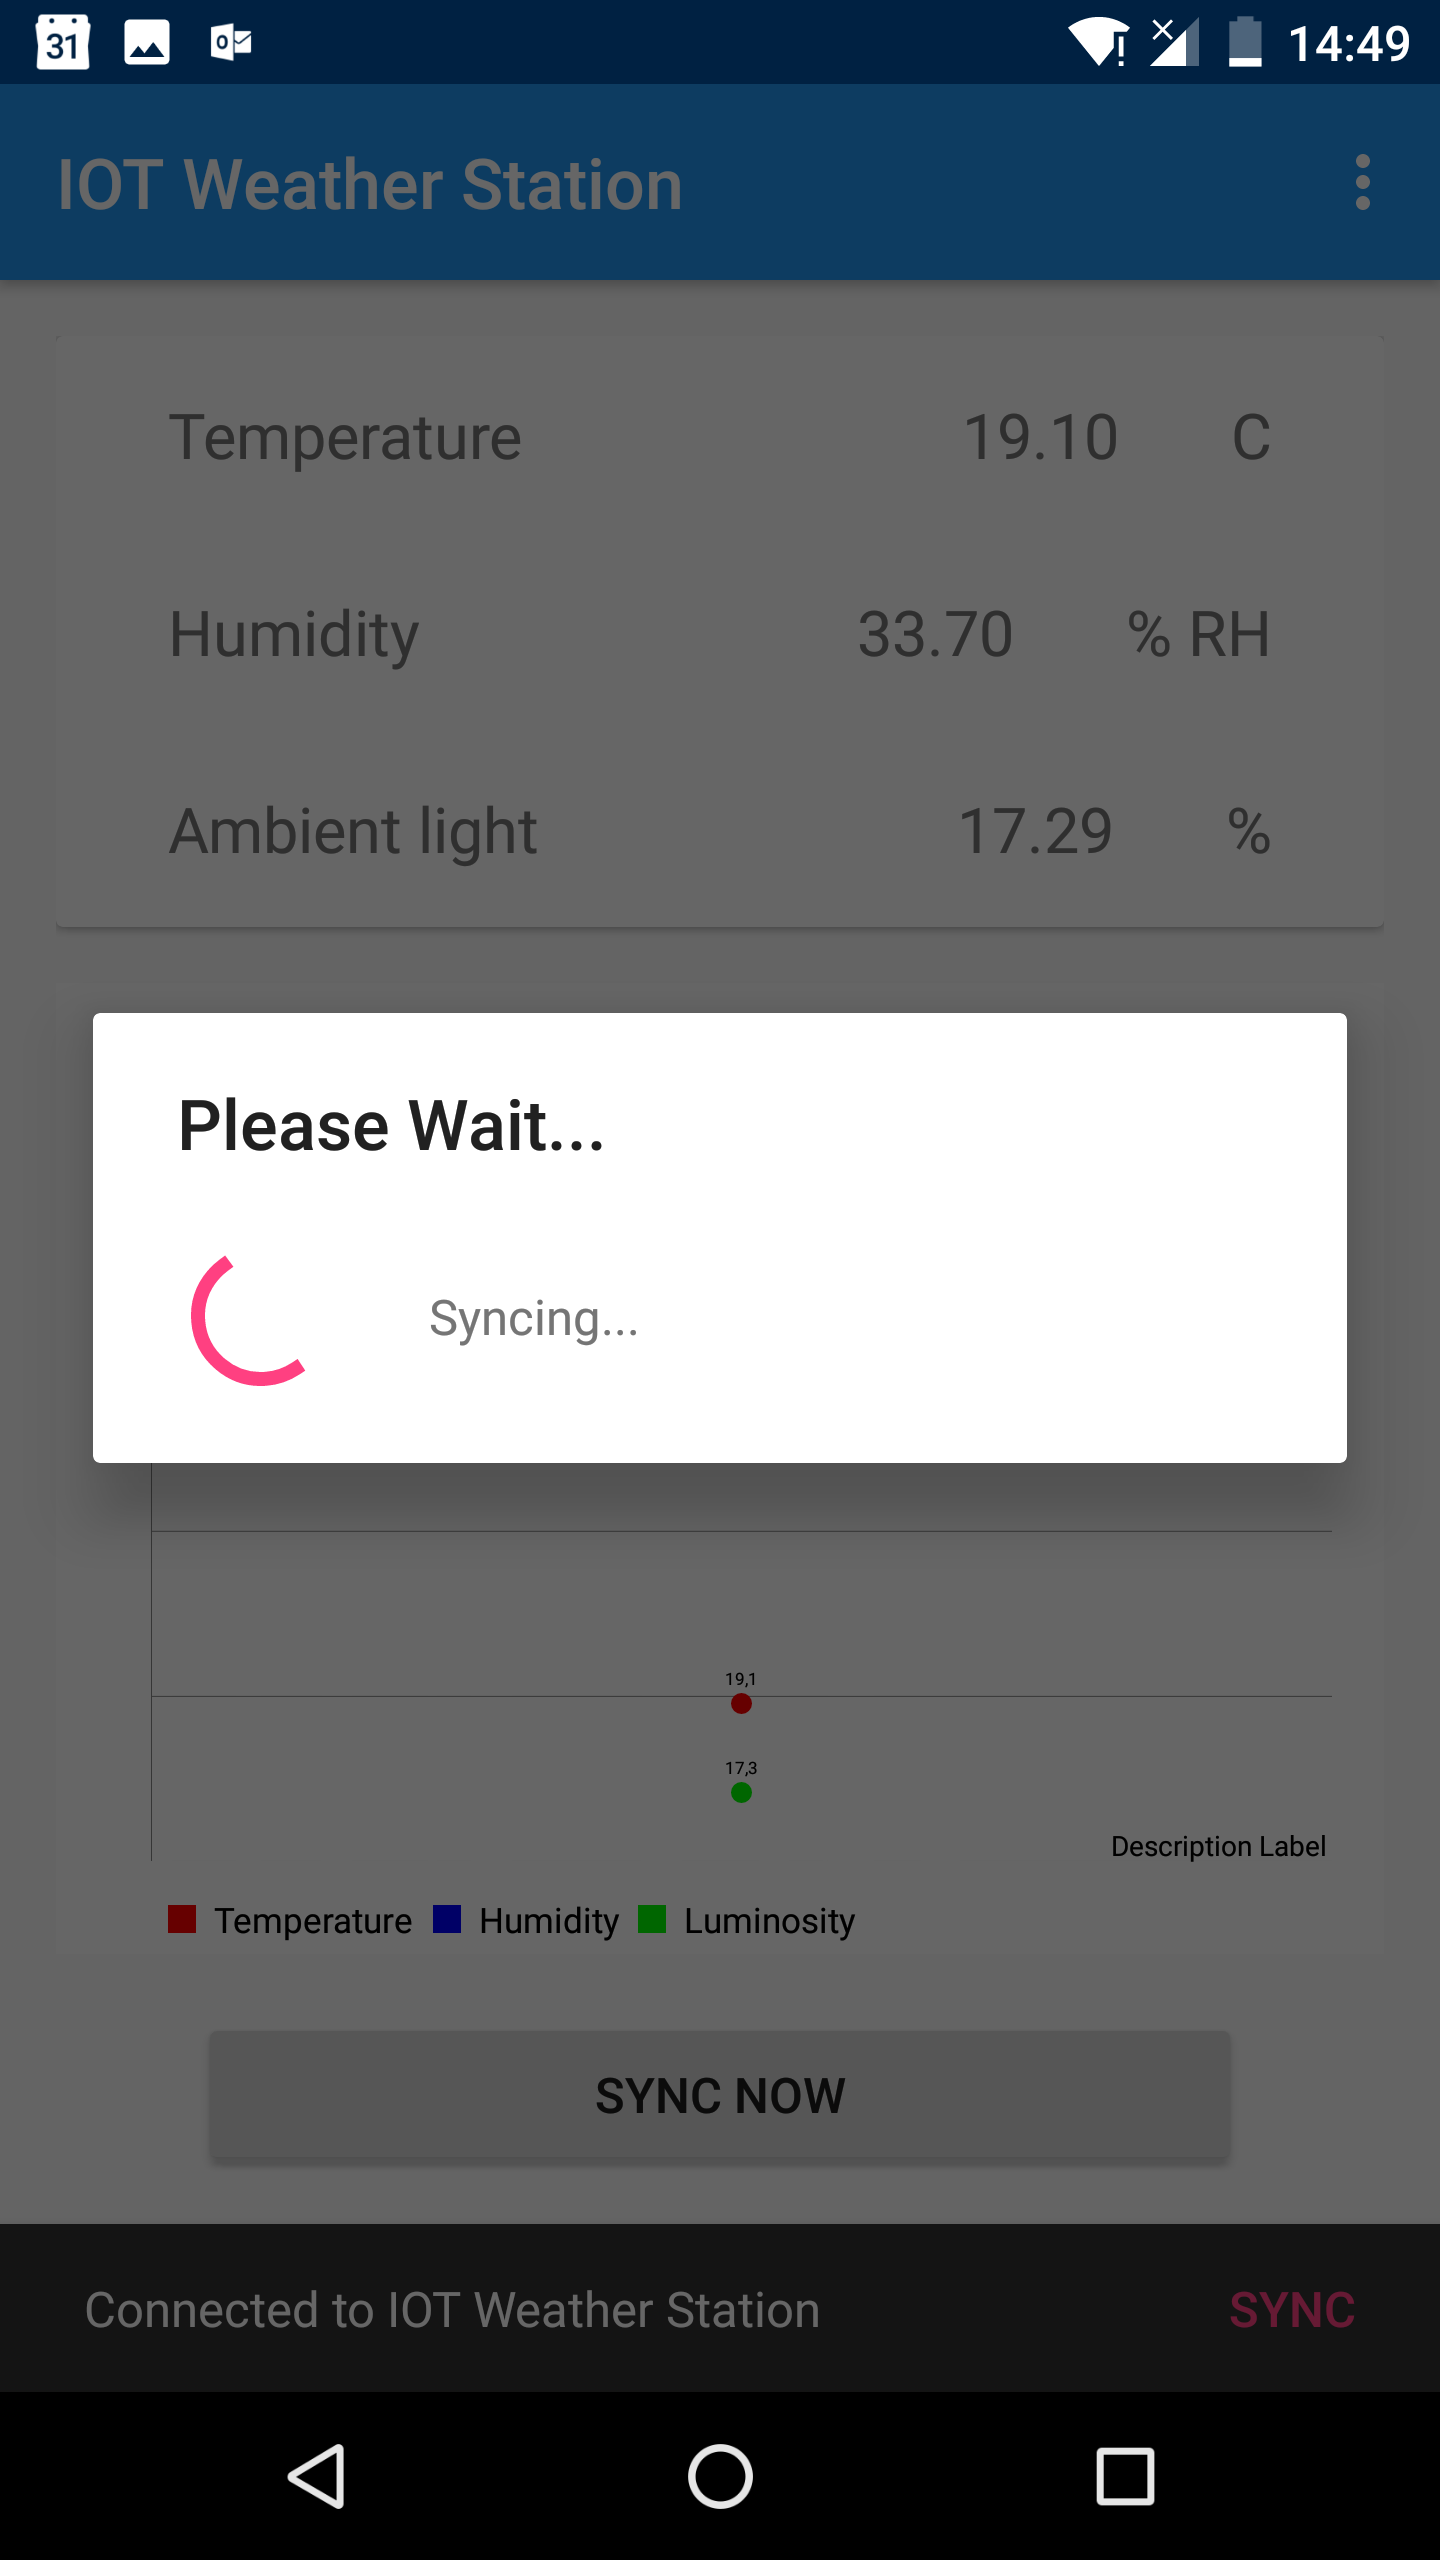 31 14:49
IOT Weather Station
Temperature 19.10 C
Humidity 33.70 % RH
Ambient light 17.29 %
Please Wait...
Syncing...
19,1
17,3
Description Label
Temperature Humidity Luminosity
SYNC NOW
Connected to IOT Weather Station SYNC